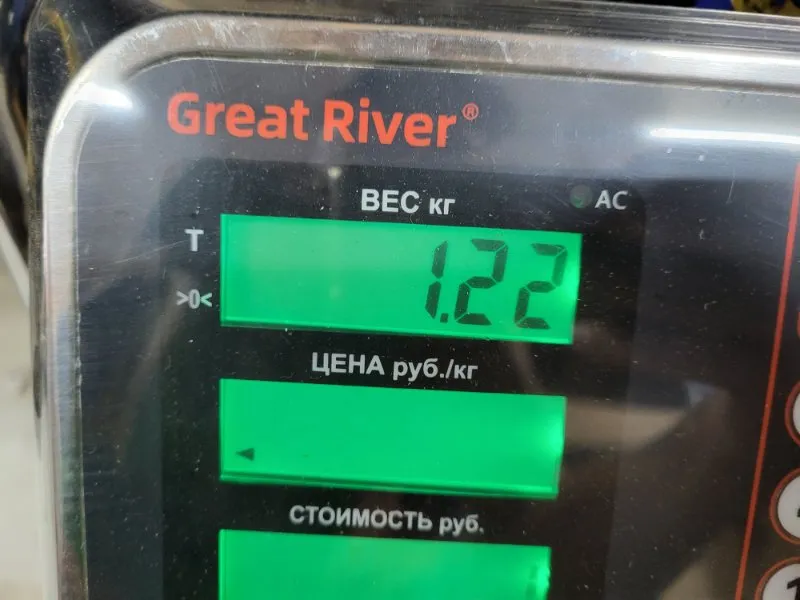 Great River®
ВЕС кг
AC
T
1.22
>0<
ЦЕНА руб./кг
СТОИМОСТЬ руб.